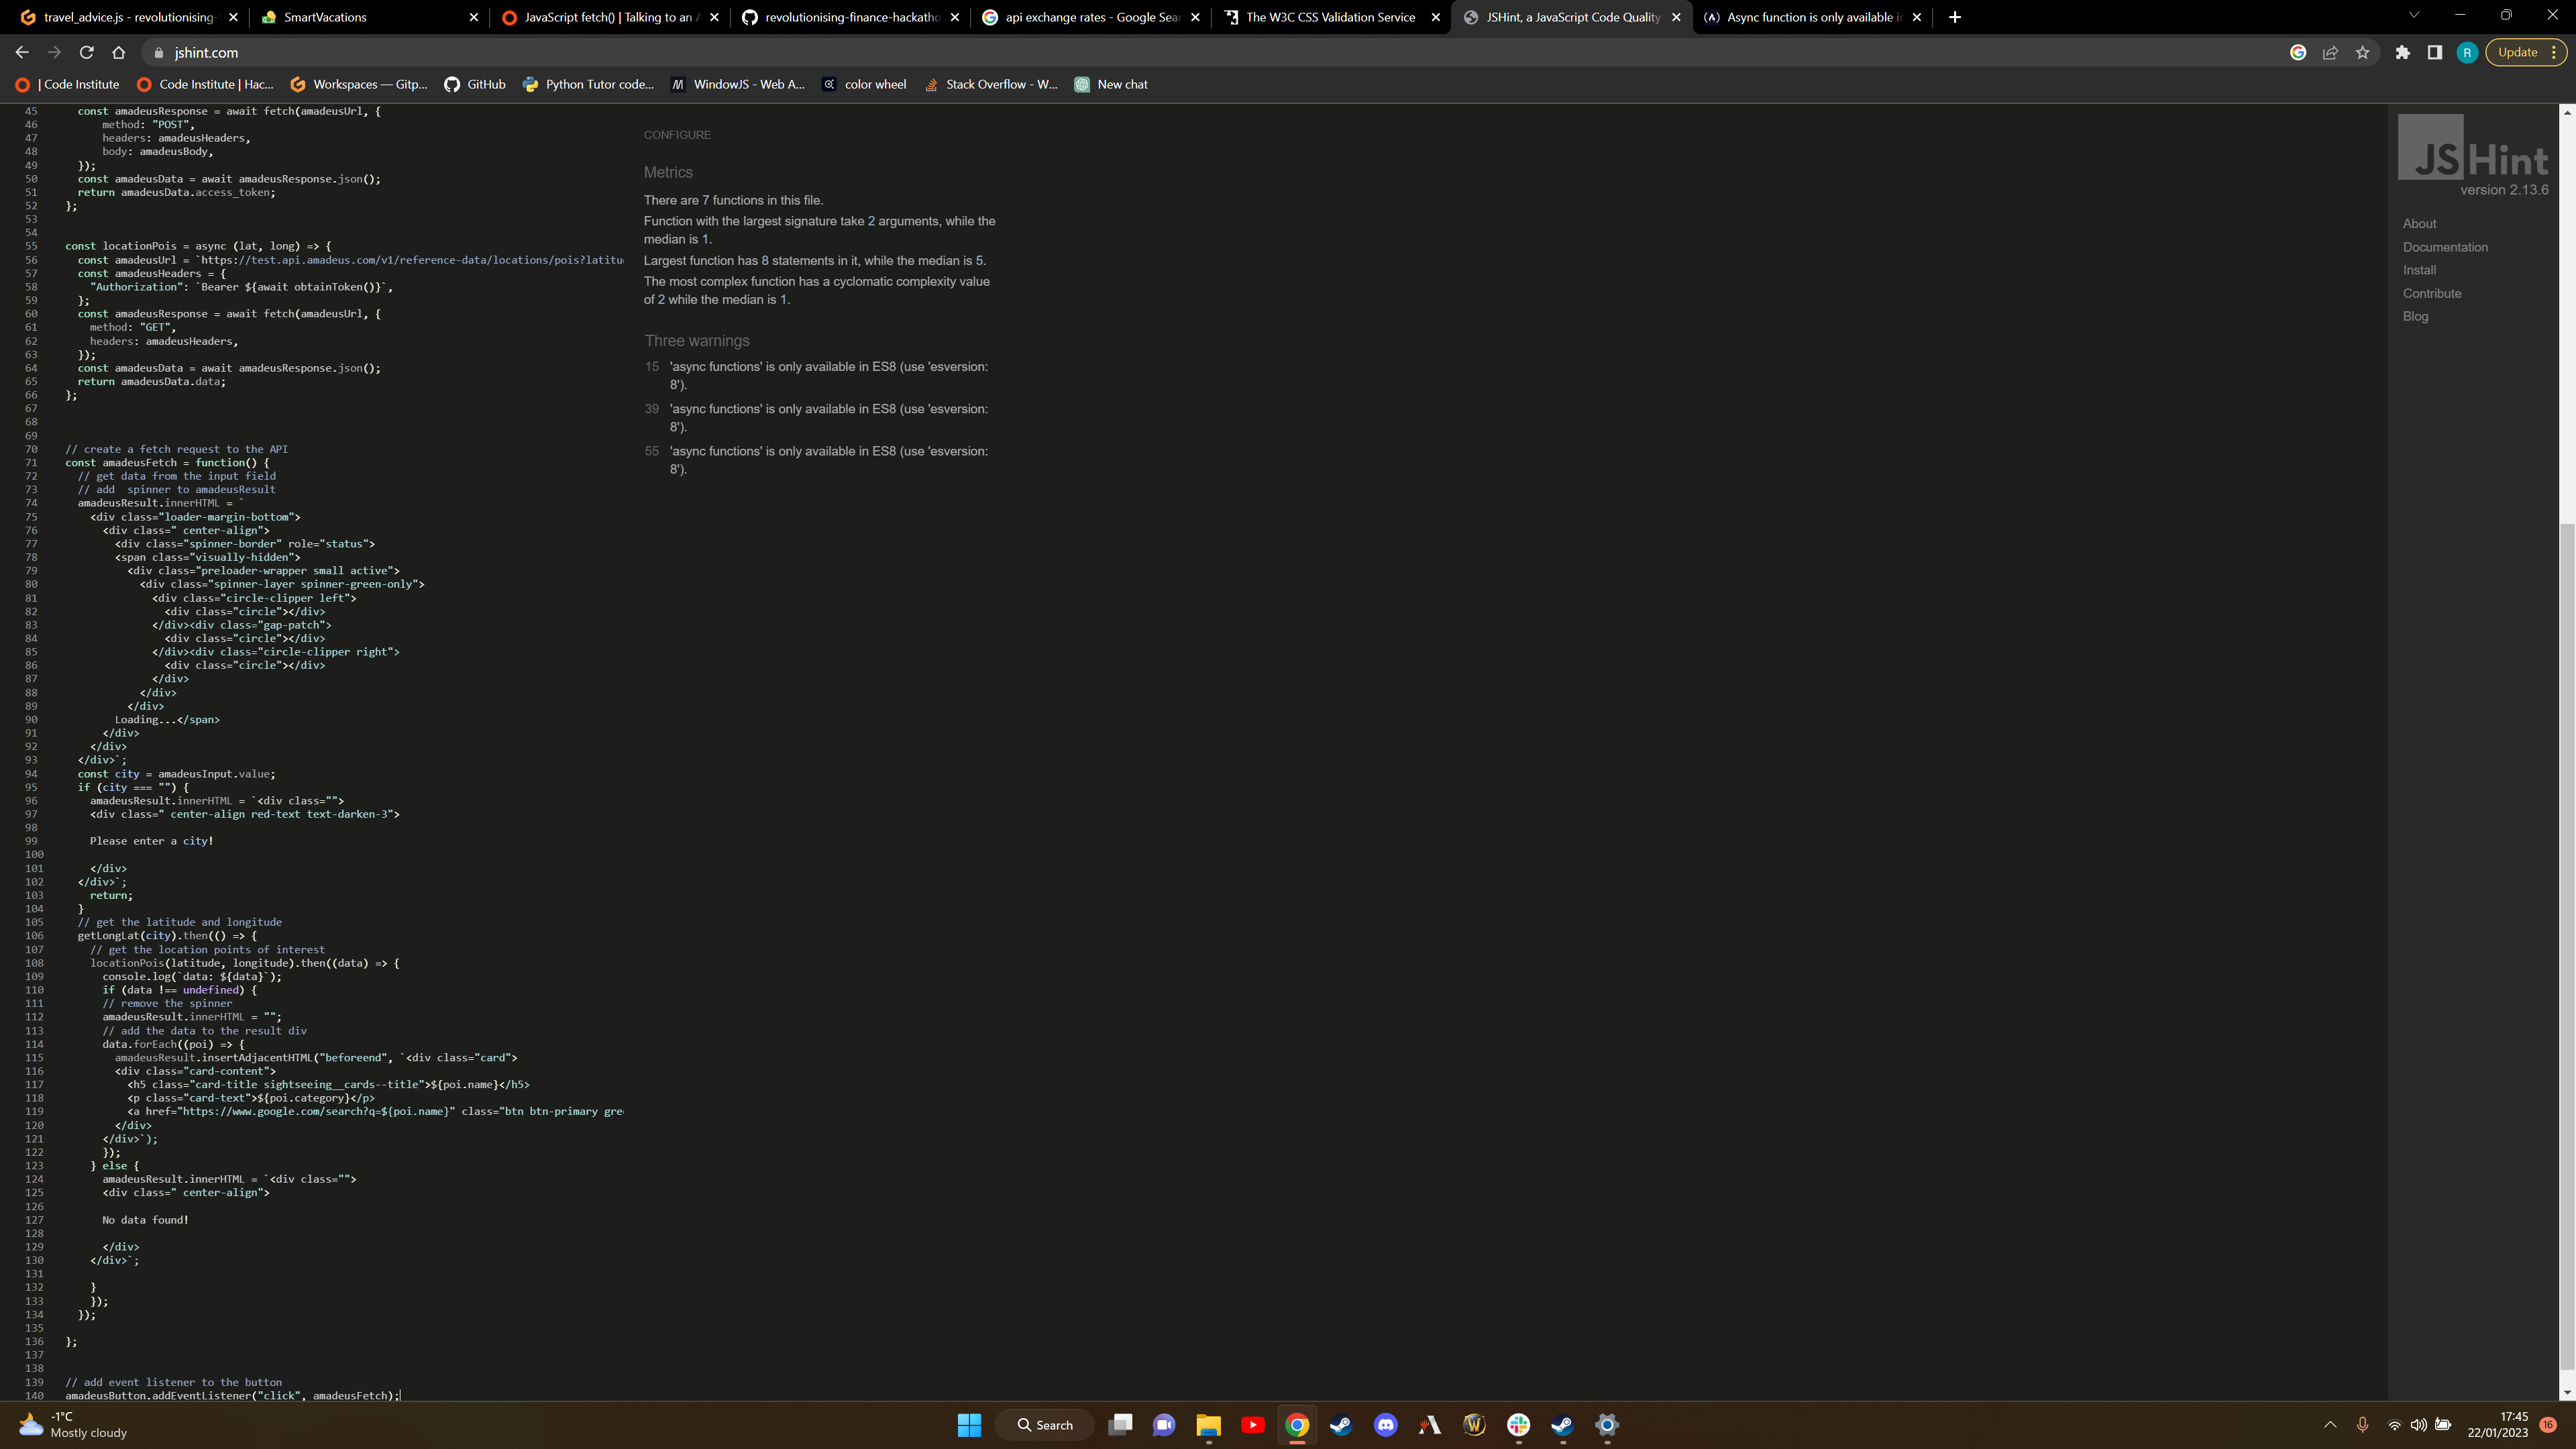 travel_advice.js - revolutionising-
SmartVacations
JavaScript fetch() | Talking to an A
revolutionising-finance-hackatho
api exchange rates - Google Sear
The W3C CSS Validation Service
JSHint, a JavaScript Code Quality
Async function is only available in
jshint.com
R
Update
| Code Institute
Code Institute | Hac...
Workspaces — Gitp...
GitHub
Python Tutor code...
WindowJS - Web A...
color wheel
Stack Overflow - W...
New chat
45 const amadeusResponse = await fetch(amadeusUrl, {
46 method: "POST",
47 headers: amadeusHeaders,
48 body: amadeusBody,
49 });
50 const amadeusData = await amadeusResponse.json();
51 return amadeusData.access_token;
52 };
53
54
55 const locationPois = async (lat, long) => {
56 const amadeusUrl = `https://test.api.amadeus.com/v1/reference-data/locations/pois?latitu
57 const amadeusHeaders = {
58 "Authorization": `Bearer ${await obtainToken()}`,
59 };
60 const amadeusResponse = await fetch(amadeusUrl, {
61 method: "GET",
62 headers: amadeusHeaders,
63 });
64 const amadeusData = await amadeusResponse.json();
65 return amadeusData.data;
66 };
67
68
69
70 // create a fetch request to the API
71 const amadeusFetch = function() {
72 // get data from the input field
73 // add  spinner to amadeusResult
74 amadeusResult.innerHTML = `
75 <div class="loader-margin-bottom">
76 <div class=" center-align">
77 <div class="spinner-border" role="status">
78 <span class="visually-hidden">
79 <div class="preloader-wrapper small active">
80 <div class="spinner-layer spinner-green-only">
81 <div class="circle-clipper left">
82 <div class="circle"></div>
83 </div><div class="gap-patch">
84 <div class="circle"></div>
85 </div><div class="circle-clipper right">
86 <div class="circle"></div>
87 </div>
88 </div>
89 </div>
90 Loading...</span>
91 </div>
92 </div>
93 </div>`;
94 const city = amadeusInput.value;
95 if (city === "") {
96 amadeusResult.innerHTML = `<div class="">
97 <div class=" center-align red-text text-darken-3">
98
99 Please enter a city!
100
101 </div>
102 </div>`;
103 return;
104 }
105 // get the latitude and longitude
106 getLongLat(city).then(() => {
107 // get the location points of interest
108 locationPois(latitude, longitude).then((data) => {
109 console.log(`data: ${data}`);
110 if (data !== undefined) {
111 // remove the spinner
112 amadeusResult.innerHTML = "";
113 // add the data to the result div
114 data.forEach((poi) => {
115 amadeusResult.insertAdjacentHTML("beforeend", `<div class="card">
116 <div class="card-content">
117 <h5 class="card-title sightseeing__cards--title">${poi.name}</h5>
118 <p class="card-text">${poi.category}</p>
119 <a href="https://www.google.com/search?q=${poi.name}" class="btn btn-primary gre
120 </div>
121 </div>`);
122 });
123 } else {
124 amadeusResult.innerHTML = `<div class="">
125 <div class=" center-align">
126
127 No data found!
128
129 </div>
130 </div>`;
131
132 }
133 });
134 });
135
136 };
137
138
139 // add event listener to the button
140 amadeusButton.addEventListener("click", amadeusFetch);
CONFIGURE
Metrics
There are 7 functions in this file.
Function with the largest signature take 2 arguments, while the
median is 1.
Largest function has 8 statements in it, while the median is 5.
The most complex function has a cyclomatic complexity value
of 2 while the median is 1.
Three warnings
15 'async functions' is only available in ES8 (use 'esversion:
8').
39 'async functions' is only available in ES8 (use 'esversion:
8').
55 'async functions' is only available in ES8 (use 'esversion:
8').
JSHint
version 2.13.6
About
Documentation
Install
Contribute
Blog
-1°C
Mostly cloudy
Search
17:45
22/01/2023
16